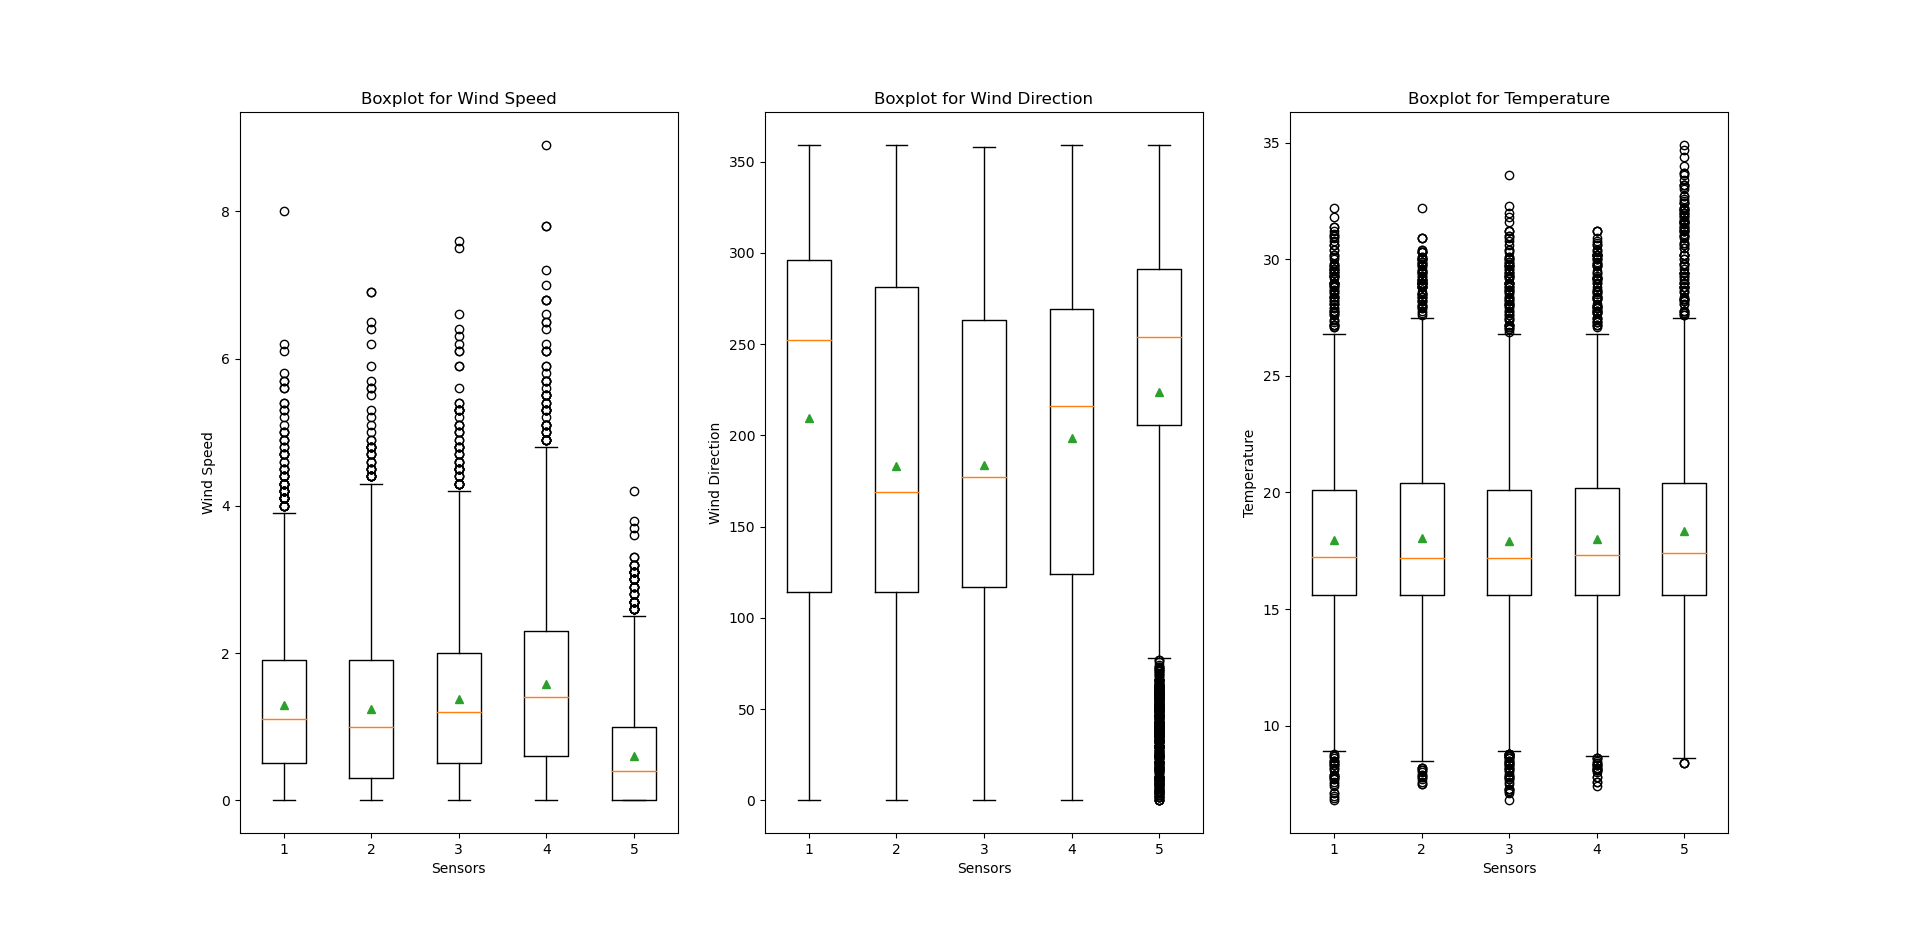 Boxplot for Wind Speed
Wind Speed
8
6
4
2
0
1 2 3 4 5
Sensors
Boxplot for Wind Direction
Wind Direction
350
300
250
200
150
100
50
0
1 2 3 4 5
Sensors
Boxplot for Temperature
Temperature
35
30
25
20
15
10
1 2 3 4 5
Sensors